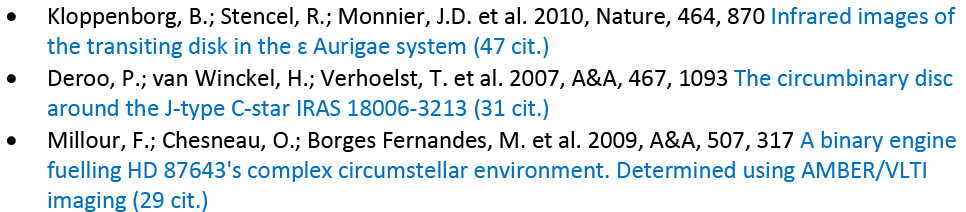 • Kloppenborg, B.; Stencel, R.; Monnier, J.D. et al. 2010, Nature, 464, 870 Infrared images of
the transiting disk in the ε Aurigae system (47 cit.)
• Deroo, P.; van Winckel, H.; Verhoelst, T. et al. 2007, A&A, 467, 1093 The circumbinary disc
around the J-type C-star IRAS 18006-3213 (31 cit.)
• Millour, F.; Chesneau, O.; Borges Fernandes, M. et al. 2009, A&A, 507, 317 A binary engine
fuelling HD 87643's complex circumstellar environment. Determined using AMBER/VLTI
imaging (29 cit.)